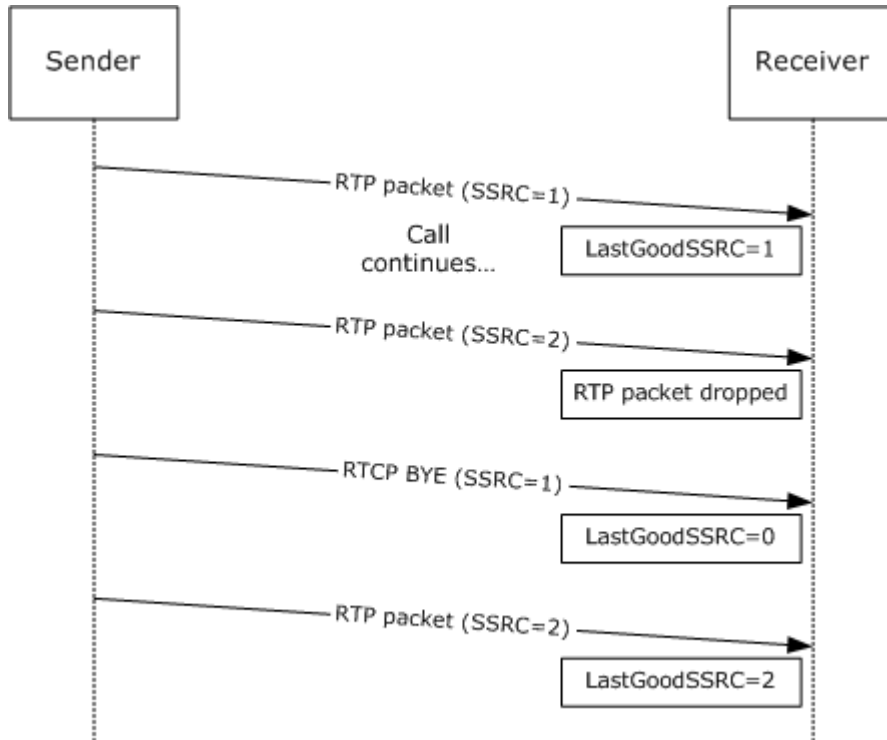 Sender
Receiver
RTP packet (SSRC=1)
Call
continues...
LastGoodSSRC=1
RTP packet (SSRC=2)
RTP packet dropped
RTCP BYE (SSRC=1)
LastGoodSSRC=0
RTP packet (SSRC=2)
LastGoodSSRC=2